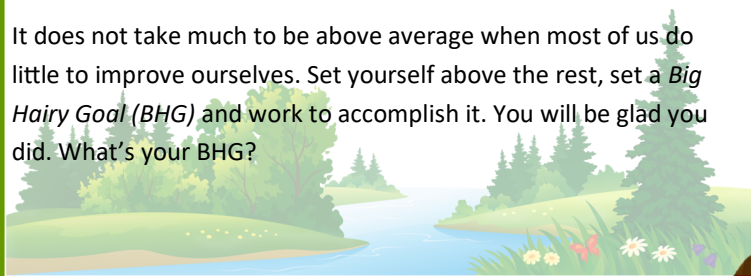 It does not take much to be above average when most of us do
little to improve ourselves. Set yourself above the rest, set a Big
Hairy Goal (BHG) and work to accomplish it. You will be glad you
did. What’s your BHG?